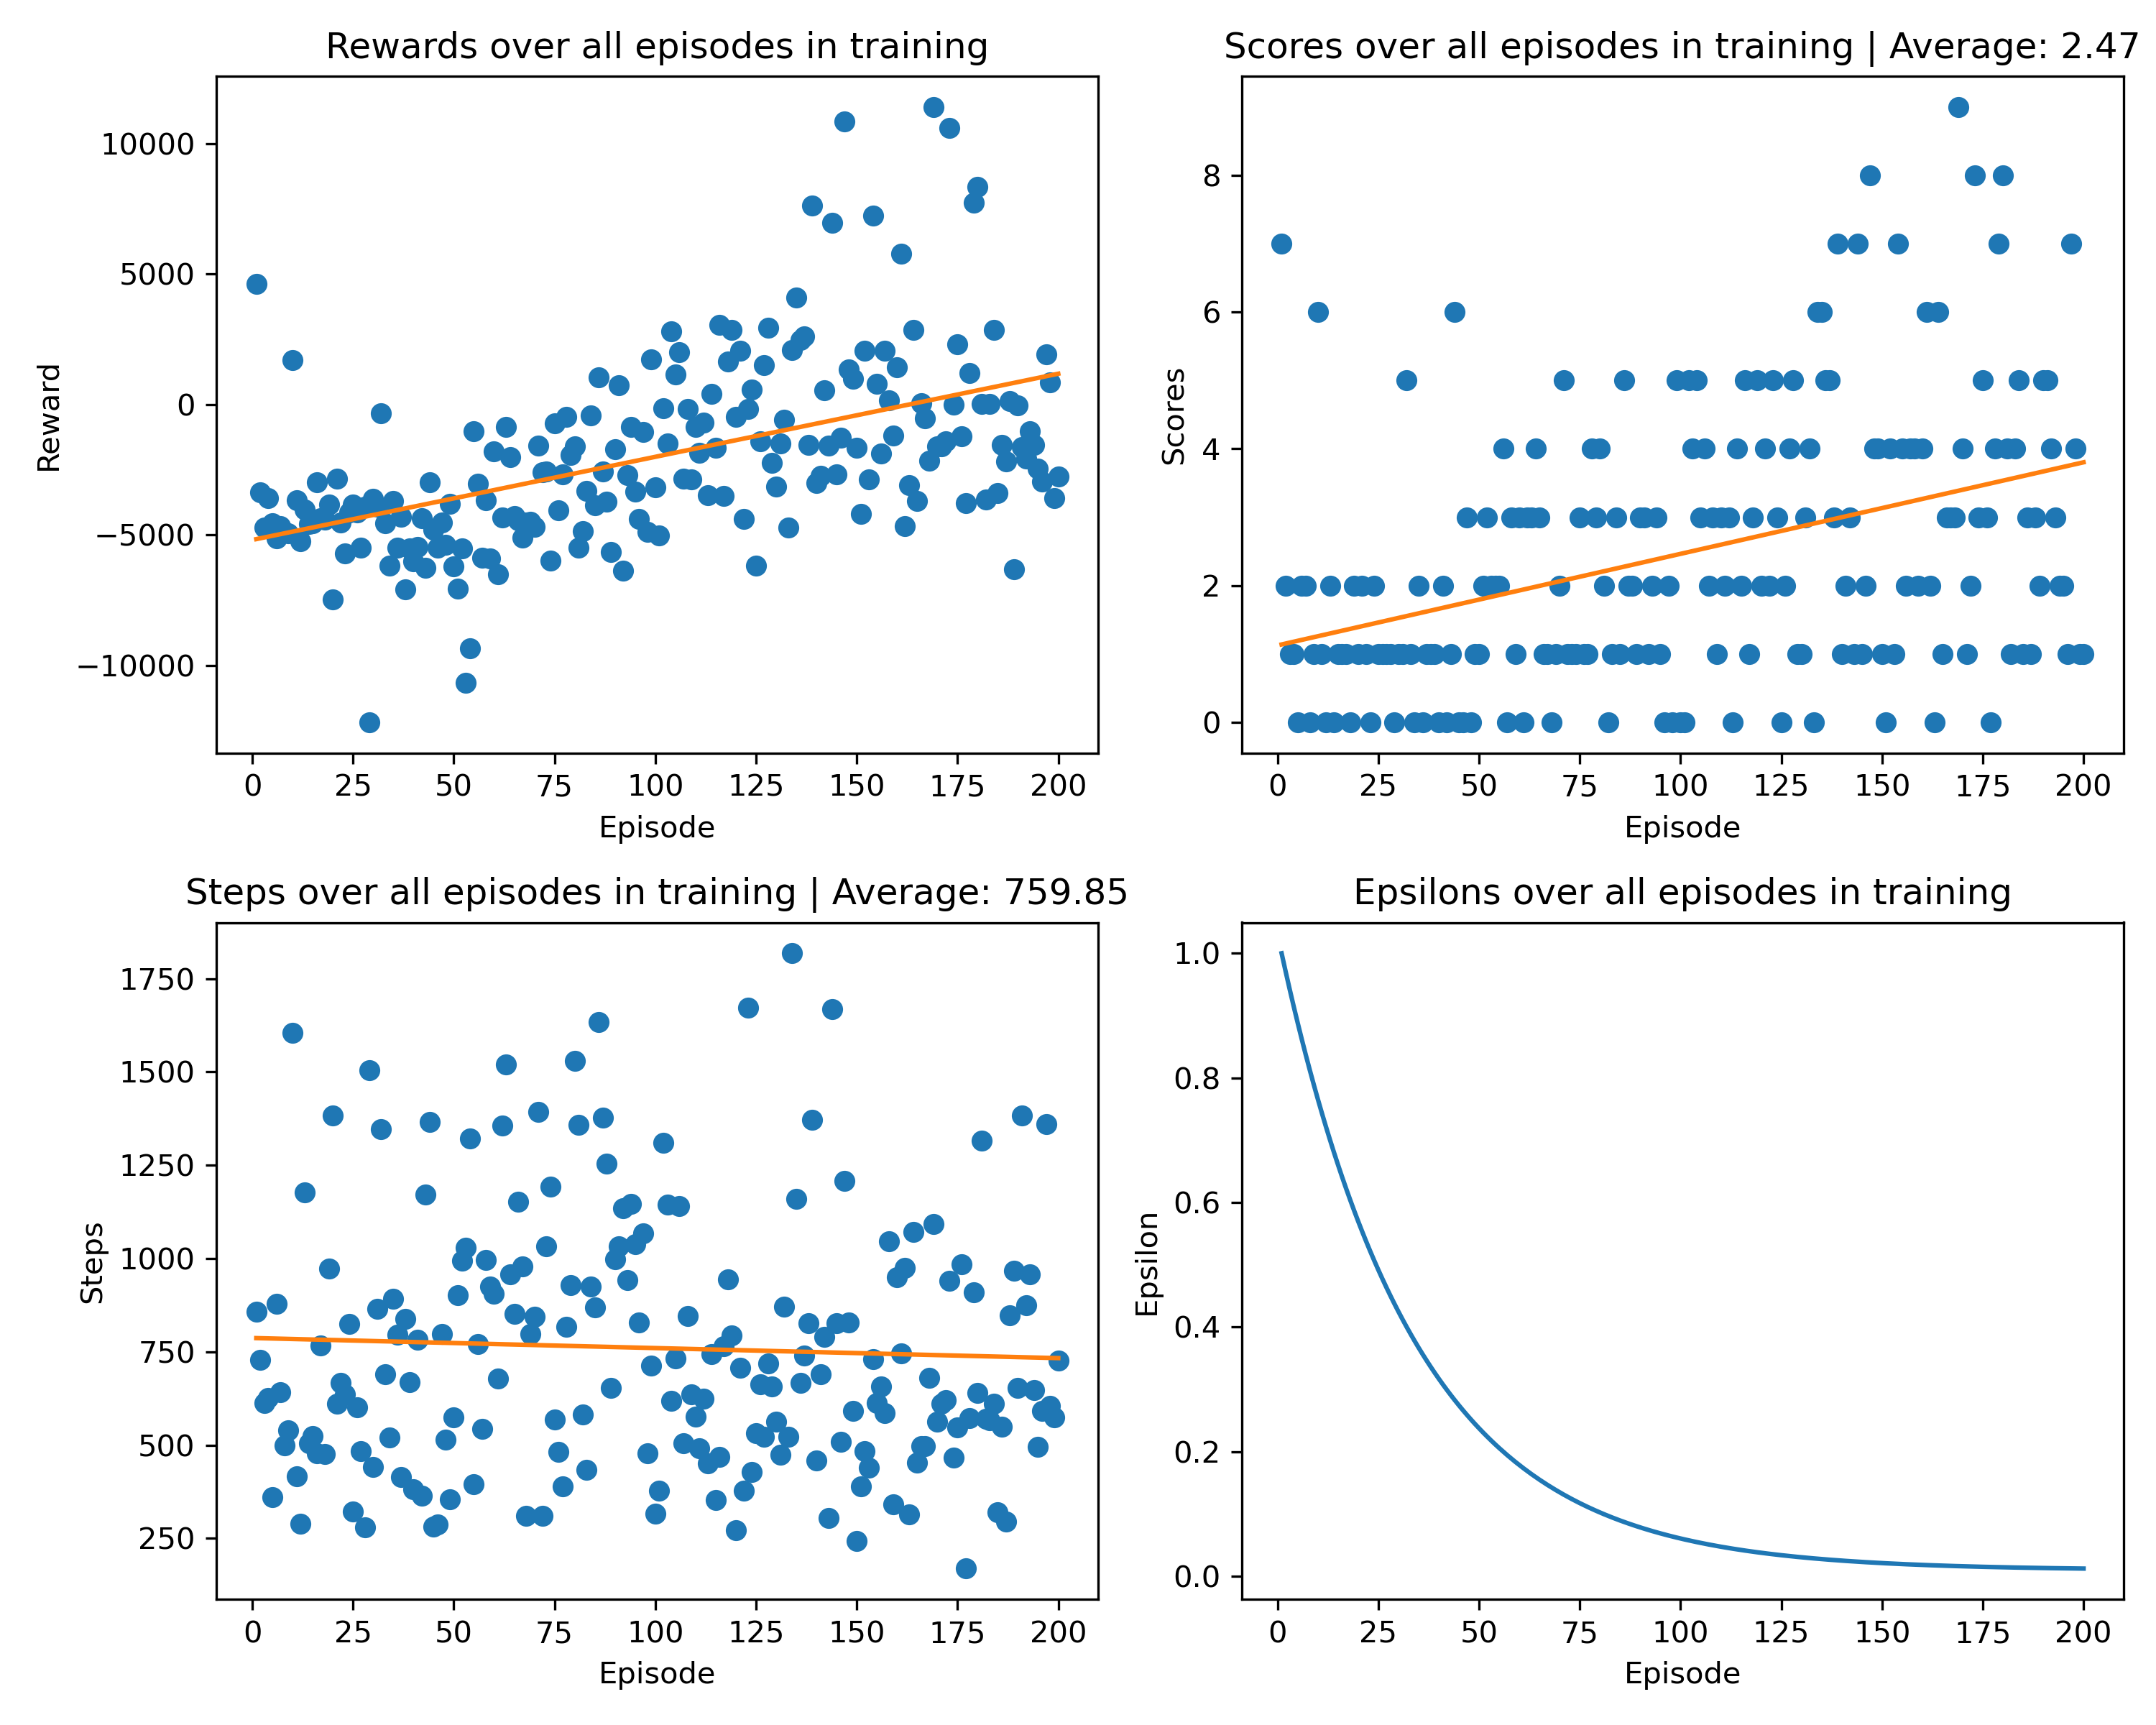 Rewards over all episodes in training
10000
5000
0
−5000
−10000
Reward
0 25 50 75 100 125 150 175 200
Episode
Scores over all episodes in training | Average: 2.47
8
6
4
2
0
Scores
0 25 50 75 100 125 150 175 200
Episode
Steps over all episodes in training | Average: 759.85
1750
1500
1250
1000
750
500
250
Steps
0 25 50 75 100 125 150 175 200
Episode
Epsilons over all episodes in training
1.0
0.8
0.6
0.4
0.2
0.0
Epsilon
0 25 50 75 100 125 150 175 200
Episode